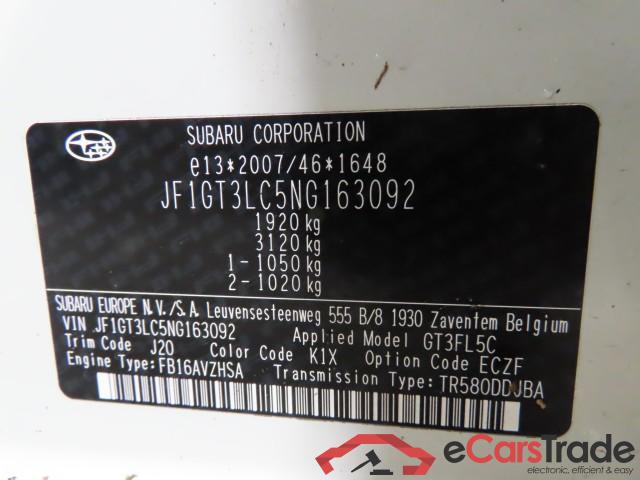 SUBARU CORPORATION
e13*2007/46*1648
JF1GT3LC5NG163092
1920 kg
3120 kg
1 - 1050 kg
2 - 1020 kg
SUBARU EUROPE N.V./S.A. Leuvensesteenweg 555 B/8 1930 Zaventem Belgium
VIN JF1GT3LC5NG163092 Applied Model GT3FL5C
Trim Code J20 Color Code K1X Option Code ECZF
Engine Type:FB16AVZHSA Transmission Type:TR580DDJBA
eCarsTrade
electronic, efficient & easy